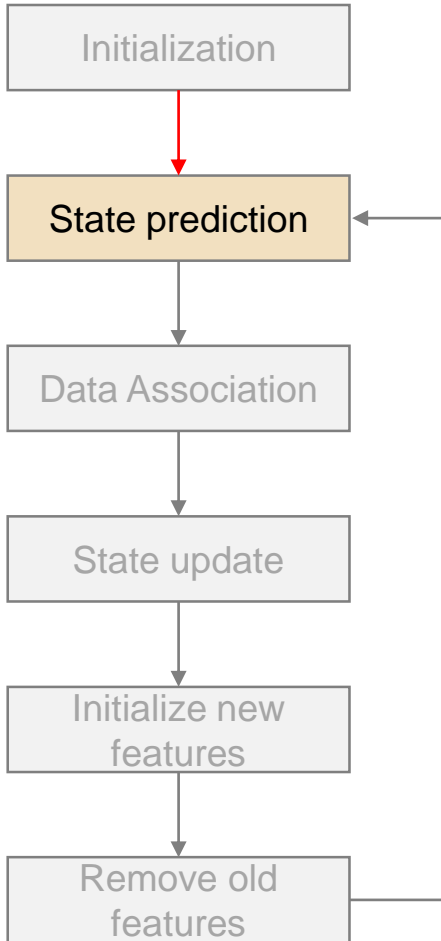 Initialization
State prediction
Data Association
State update
Initialize new
features
Remove old
features